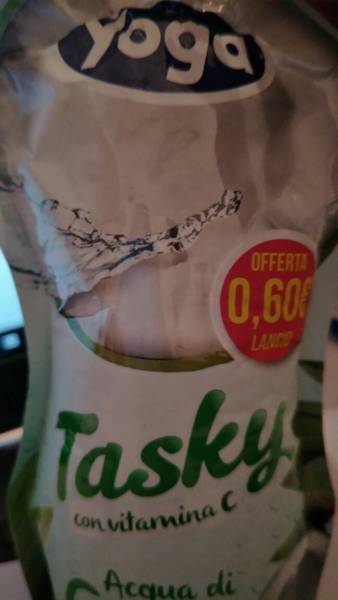 yoga
OFFERTA
0,60€
LANCIO
Tasky
con vitamina C
Acqua di